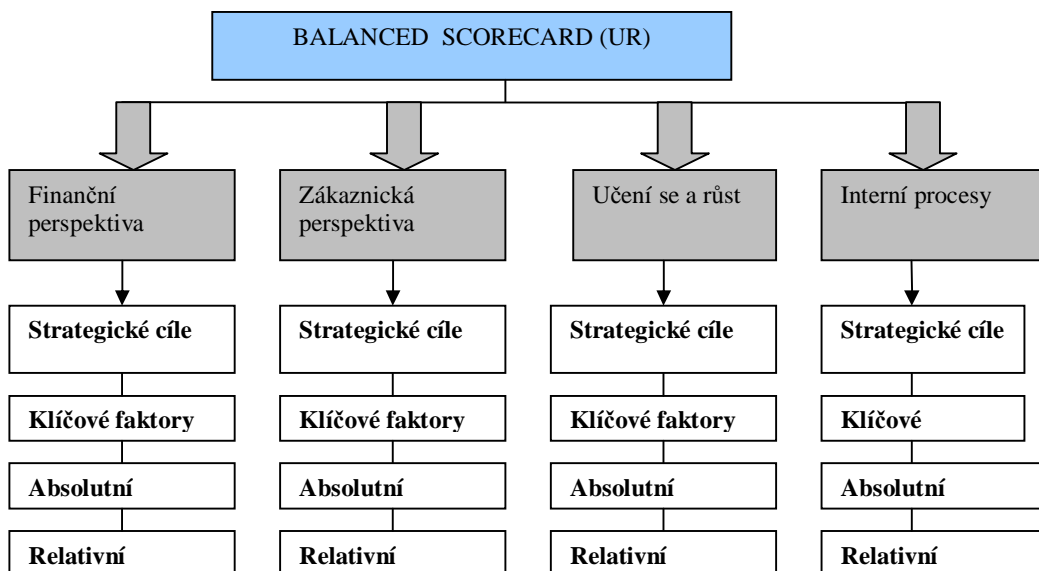 BALANCED SCORECARD (UR)
Finanční
perspektiva
Zákaznická
perspektiva
Učení se a růst
Interní procesy
Strategické cíle
Strategické cíle
Strategické cíle
Strategické cíle
Klíčové faktory
Klíčové faktory
Klíčové faktory
Klíčové
Absolutní
Absolutní
Absolutní
Absolutní
Relativní
Relativní
Relativní
Relativní